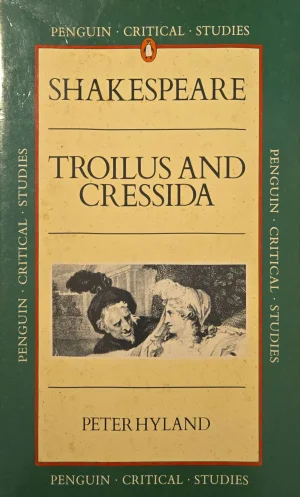 PENGUIN · CRITICAL · STUDIES
SHAKESPEARE
TROILUS AND
CRESSIDA
PETER HYLAND
PENGUIN · CRITICAL · STUDIES
PENGUIN · CRITICAL · STUDIES
PENGUIN · CRITICAL · STUDIES